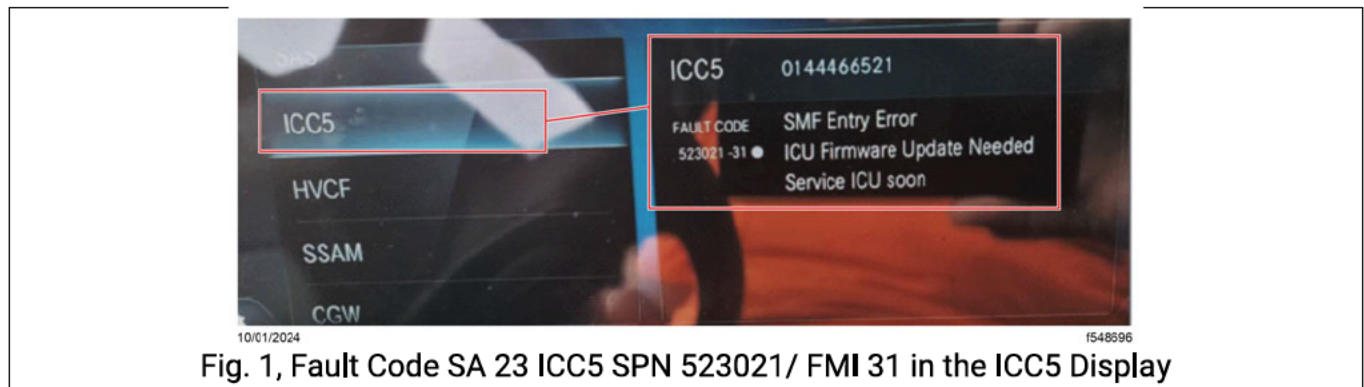 SAS
ICC5
HVCF
SSAM
CGW
ICC5 0144466521
FAULT CODE SMF Entry Error
523021-31 ICU Firmware Update Needed
Service ICU soon
10/01/2024 f548696
Fig. 1, Fault Code SA 23 ICC5 SPN 523021/ FMI 31 in the ICC5 Display